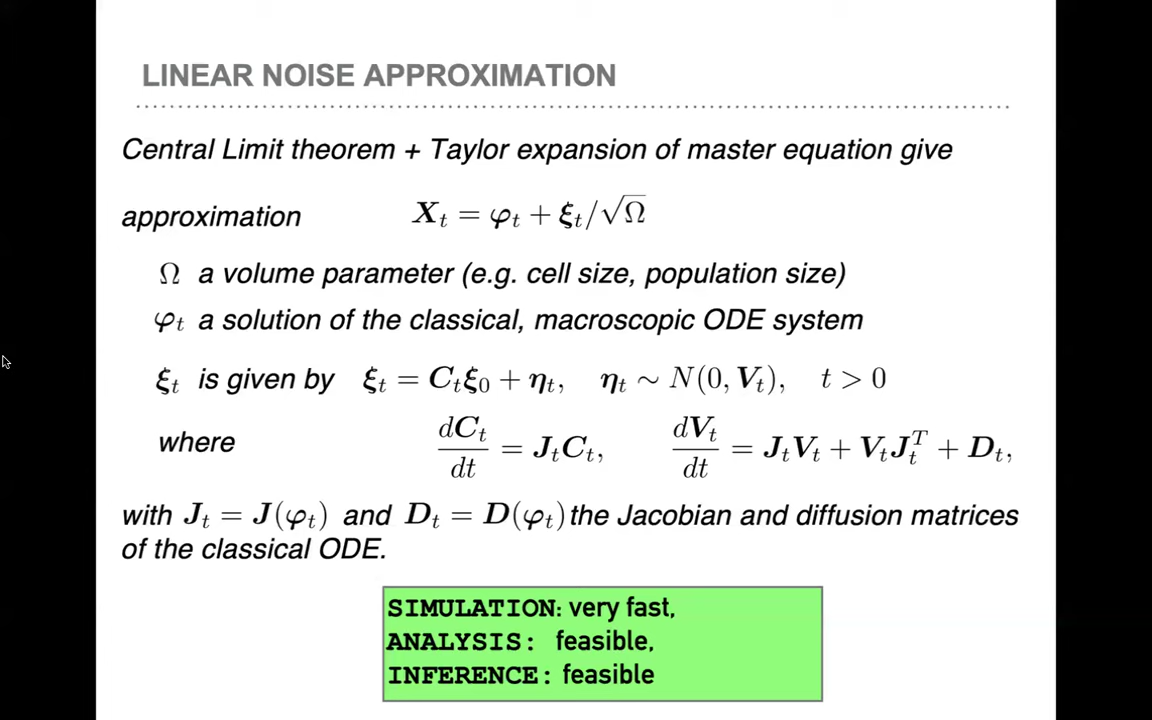 LINEAR NOISE APPROXIMATION
Central Limit theorem + Taylor expansion of master equation give
approximation X_t = φ_t + ξ_t/√Ω
Ω a volume parameter (e.g. cell size, population size)
φ_t a solution of the classical, macroscopic ODE system
ξ_t is given by ξ_t = C_tξ_0 + η_t, η_t ∼ N(0, V_t), t > 0
where dC_t/dt = J_tC_t, dV_t/dt = J_tV_t + V_tJ_t^T + D_t,
with J_t = J(φ_t) and D_t = D(φ_t) the Jacobian and diffusion matrices
of the classical ODE.
SIMULATION: very fast,
ANALYSIS: feasible,
INFERENCE: feasible